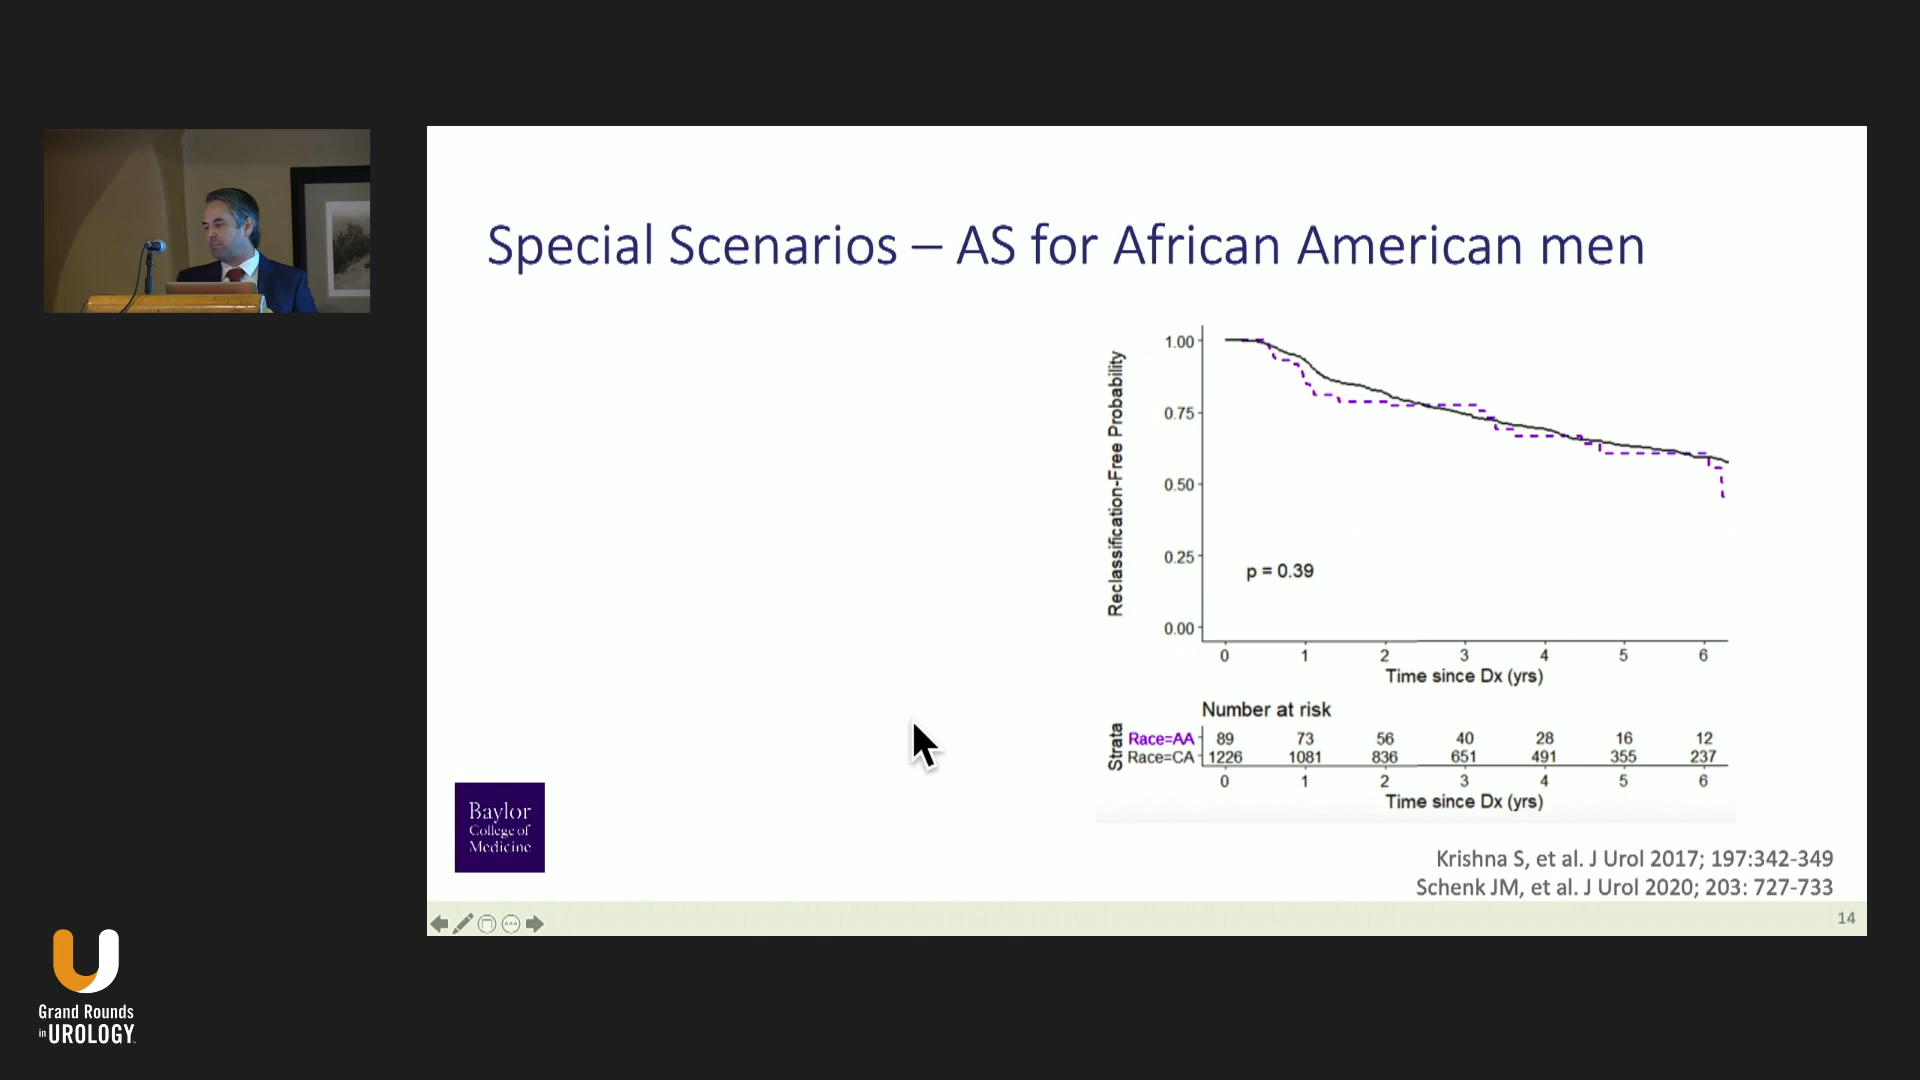 Special Scenarios – AS for African American men
Reclassification-Free Probability
1.00
0.75
0.50
0.25
0.00
p = 0.39
0 1 2 3 4 5 6
Time since Dx (yrs)
Number at risk
Strata
Race=AA 89 73 56 40 28 16 12
Race=CA 1226 1081 836 651 491 355 237
0 1 2 3 4 5 6
Time since Dx (yrs)
Baylor
College of
Medicine
Krishna S, et al. J Urol 2017; 197:342-349
Schenk JM, et al. J Urol 2020; 203: 727-733
14
Grand Rounds
in UROLOGY